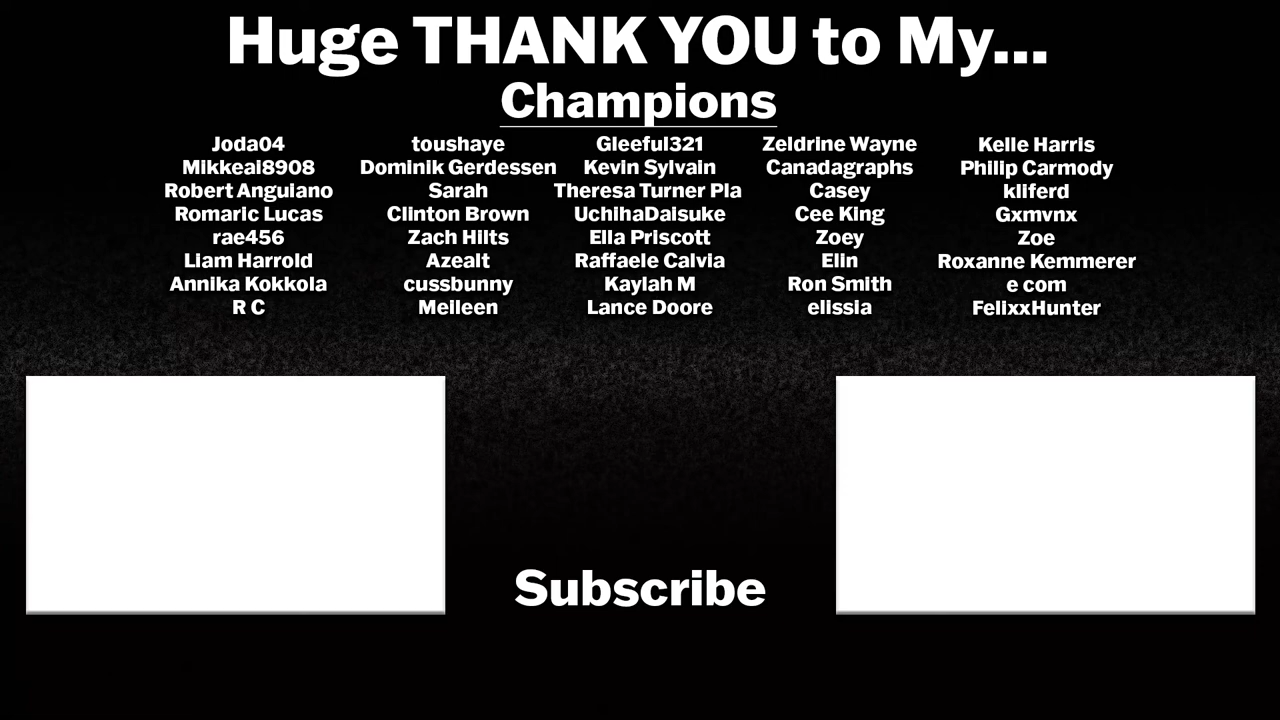 Huge THANK YOU to My...
Champions
Joda04
Mikkeal8908
Robert Anguiano
Romaric Lucas
rae456
Liam Harrold
Annika Kokkola
R C
toushaye
Dominik Gerdessen
Sarah
Clinton Brown
Zach Hilts
Azealt
cussbunny
Meileen
Gleeful321
Kevin Sylvain
Theresa Turner Pla
UchihaDaisuke
Ella Priscott
Raffaele Calvia
Kaylah M
Lance Doore
Zeldrine Wayne
Canadagraphs
Casey
Cee King
Zoey
Elin
Ron Smith
elissia
Kelle Harris
Philip Carmody
kliferd
Gxmvnx
Zoe
Roxanne Kemmerer
e com
FelixxHunter
Subscribe